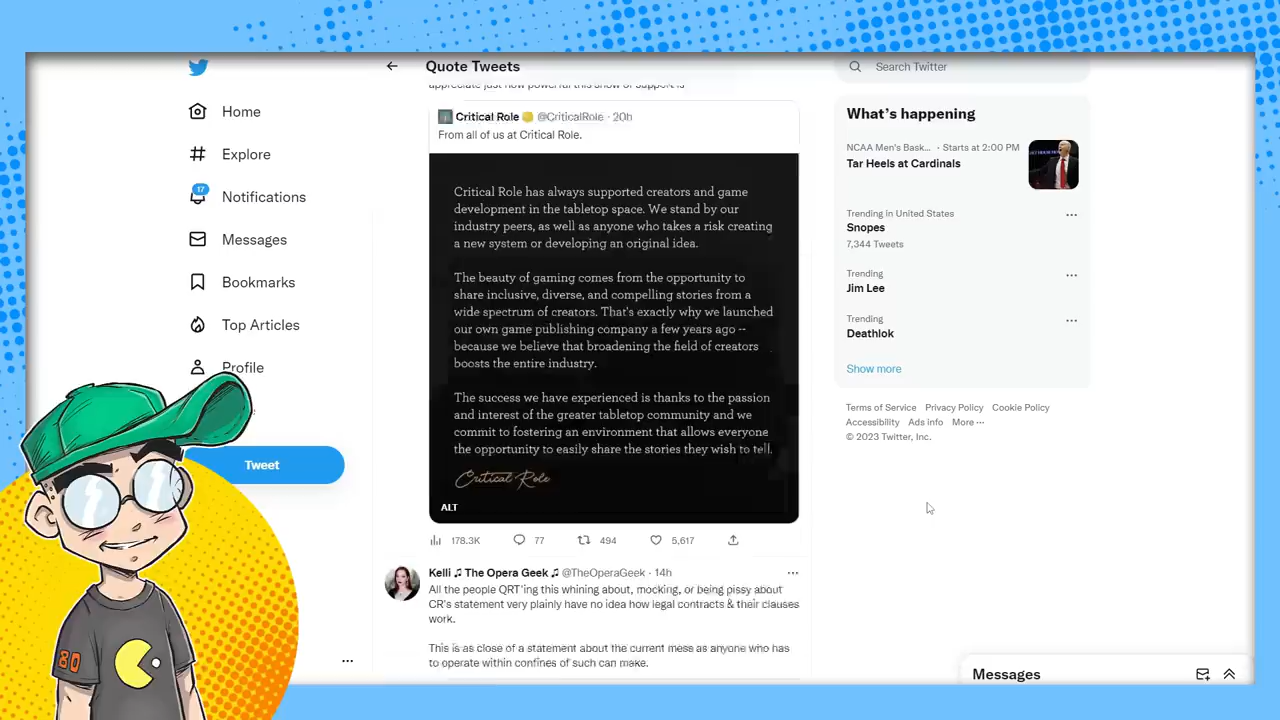 Quote Tweets
Search Twitter
Home
Explore
17
Notifications
Messages
Bookmarks
Top Articles
Profile
Tweet
appreciate just how powerful this show of support is
Critical Role @CriticalRole · 20h
From all of us at Critical Role.
Critical Role has always supported creators and game
development in the tabletop space. We stand by our
industry peers, as well as anyone who takes a risk creating
a new system or developing an original idea.
The beauty of gaming comes from the opportunity to
share inclusive, diverse, and compelling stories from a
wide spectrum of creators. That's exactly why we launched
our own game publishing company a few years ago --
because we believe that broadening the field of creators
boosts the entire industry.
The success we have experienced is thanks to the passion
and interest of the greater tabletop community and we
commit to fostering an environment that allows everyone
the opportunity to easily share the stories they wish to tell.
Critical Role
ALT
178.3K 77 494 5,617
Kelli 🎵 The Opera Geek 🎵 @TheOperaGeek · 14h
All the people QRT'ing this whining about, mocking, or being pissy about
CR's statement very plainly have no idea how legal contracts & their clauses
work.
This is as close of a statement about the current mess as anyone who has
to operate within confines of such can make.
What's happening
NCAA Men's Bask... · Starts at 2:00 PM
Tar Heels at Cardinals
Trending in United States
Snopes
7,344 Tweets
Trending
Jim Lee
Trending
Deathlok
Show more
Terms of Service Privacy Policy Cookie Policy
Accessibility Ads info More ···
© 2023 Twitter, Inc.
Messages
80